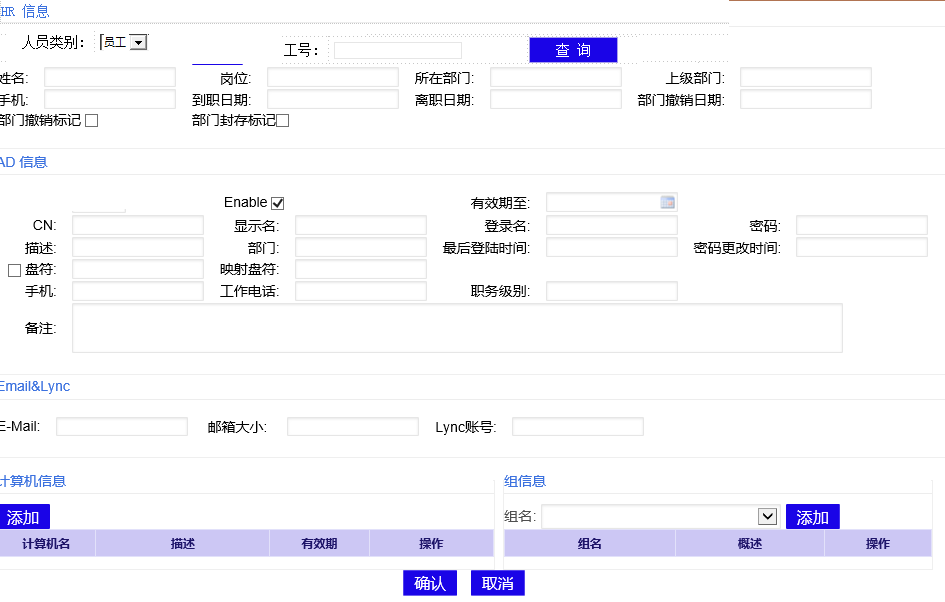 HR 信息
人员类别： 员工 工号： 查 询
姓名: 岗位: 所在部门: 上级部门:
手机: 到职日期: 离职日期: 部门撤销日期:
部门撤销标记 部门封存标记
AD 信息
Enable 有效期至:
CN: 显示名: 登录名: 密码:
描述: 部门: 最后登陆时间: 密码更改时间:
盘符: 映射盘符:
手机: 工作电话: 职务级别:
备注:
Email&Lync
E-Mail: 邮箱大小: Lync账号:
计算机信息 组信息
添加 组名: 添加
计算机名 描述 有效期 操作 组名 概述 操作
确认 取消